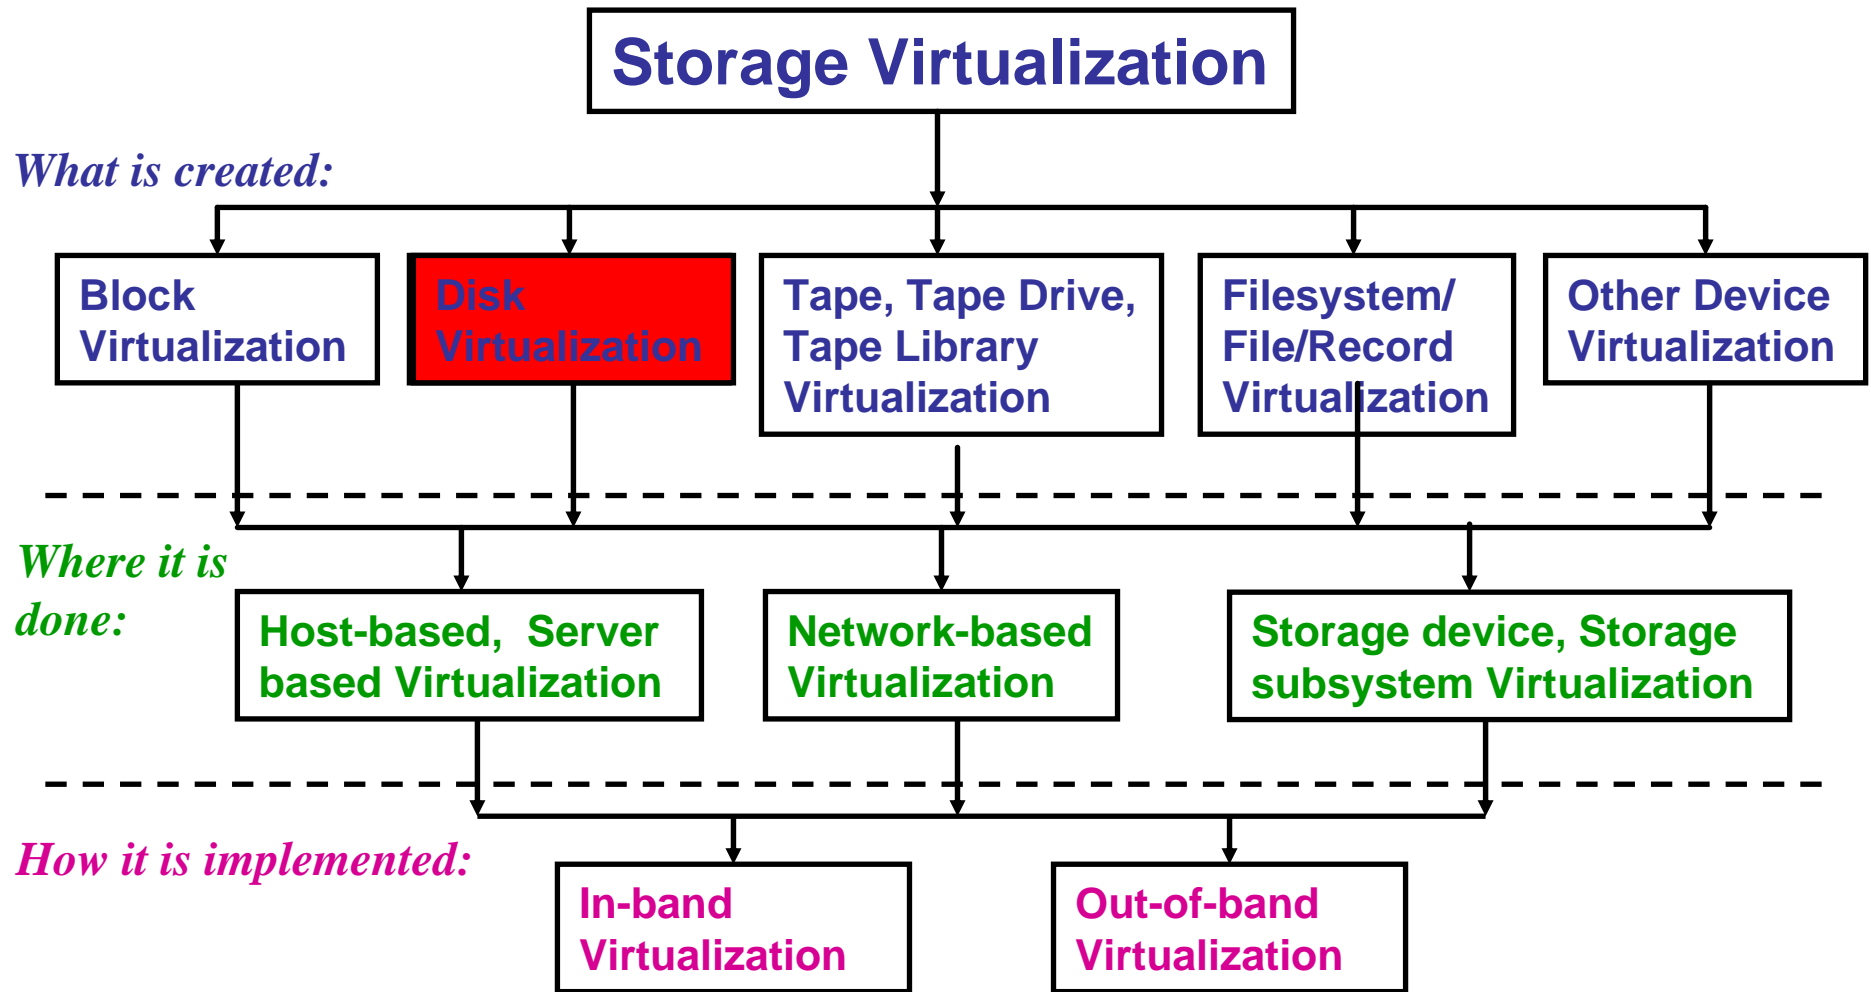 Storage Virtualization
What is created:
Block
Virtualization
Disk
Virtualization
Tape, Tape Drive,
Tape Library
Virtualization
Filesystem/
File/Record
Virtualization
Other Device
Virtualization
Where it is
done:
Host-based,  Server
based Virtualization
Network-based
Virtualization
Storage device, Storage
subsystem Virtualization
How it is implemented:
In-band
Virtualization
Out-of-band
Virtualization